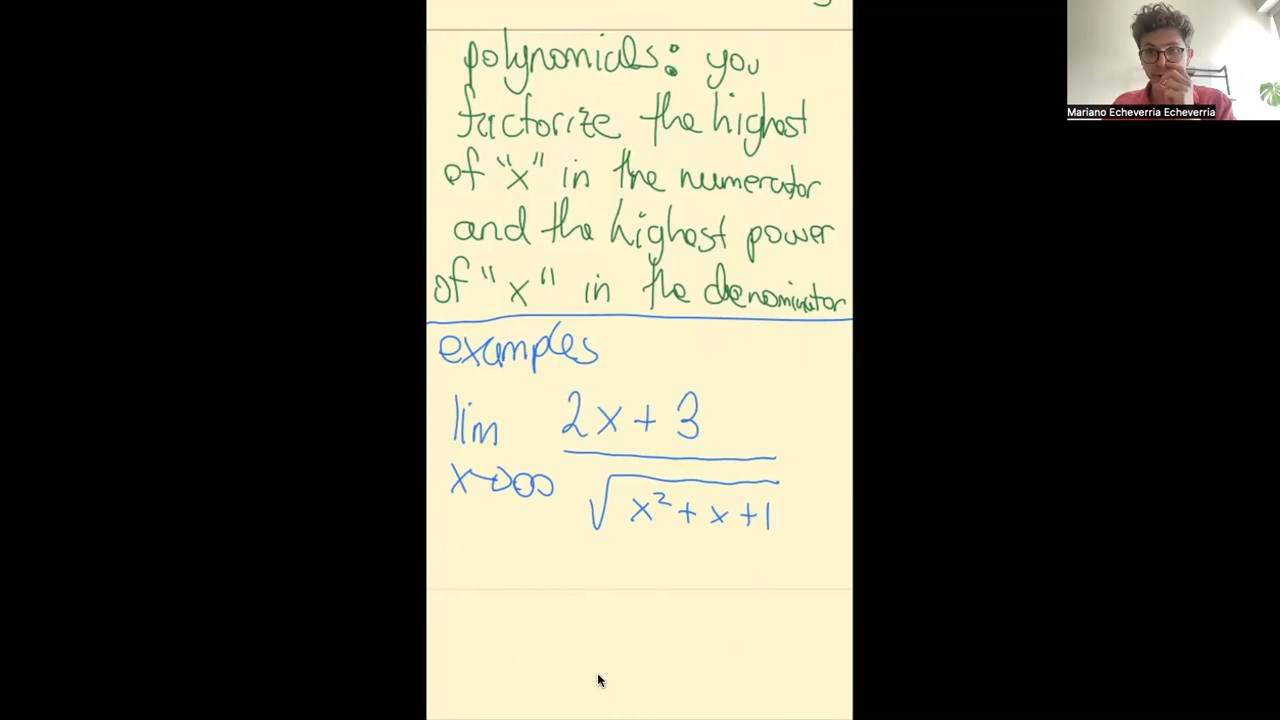 polynomials: you
factorize the highest
of "x" in the numerator
and the highest power
of "x" in the denominator
examples
lim 2x + 3
x→∞ √x²+x+1
Mariano Echeverria Echeverria